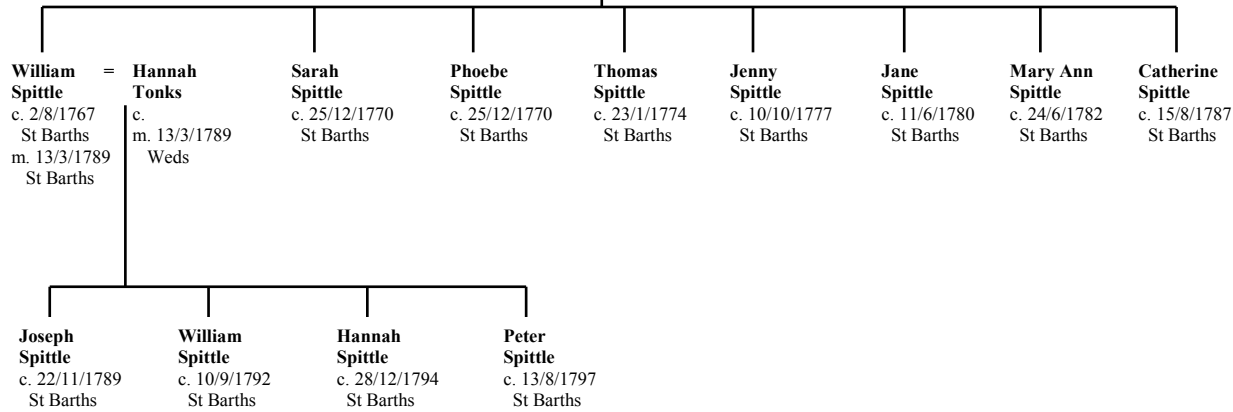 William = Hannah
Spittle Tonks
c. 2/8/1767 c.
St Barths m. 13/3/1789
m. 13/3/1789 Weds
St Barths
Sarah
Spittle
c. 25/12/1770
St Barths
Phoebe
Spittle
c. 25/12/1770
St Barths
Thomas
Spittle
c. 23/1/1774
St Barths
Jenny
Spittle
c. 10/10/1777
St Barths
Jane
Spittle
c. 11/6/1780
St Barths
Mary Ann
Spittle
c. 24/6/1782
St Barths
Catherine
Spittle
c. 15/8/1787
St Barths
Joseph
Spittle
c. 22/11/1789
St Barths
William
Spittle
c. 10/9/1792
St Barths
Hannah
Spittle
c. 28/12/1794
St Barths
Peter
Spittle
c. 13/8/1797
St Barths